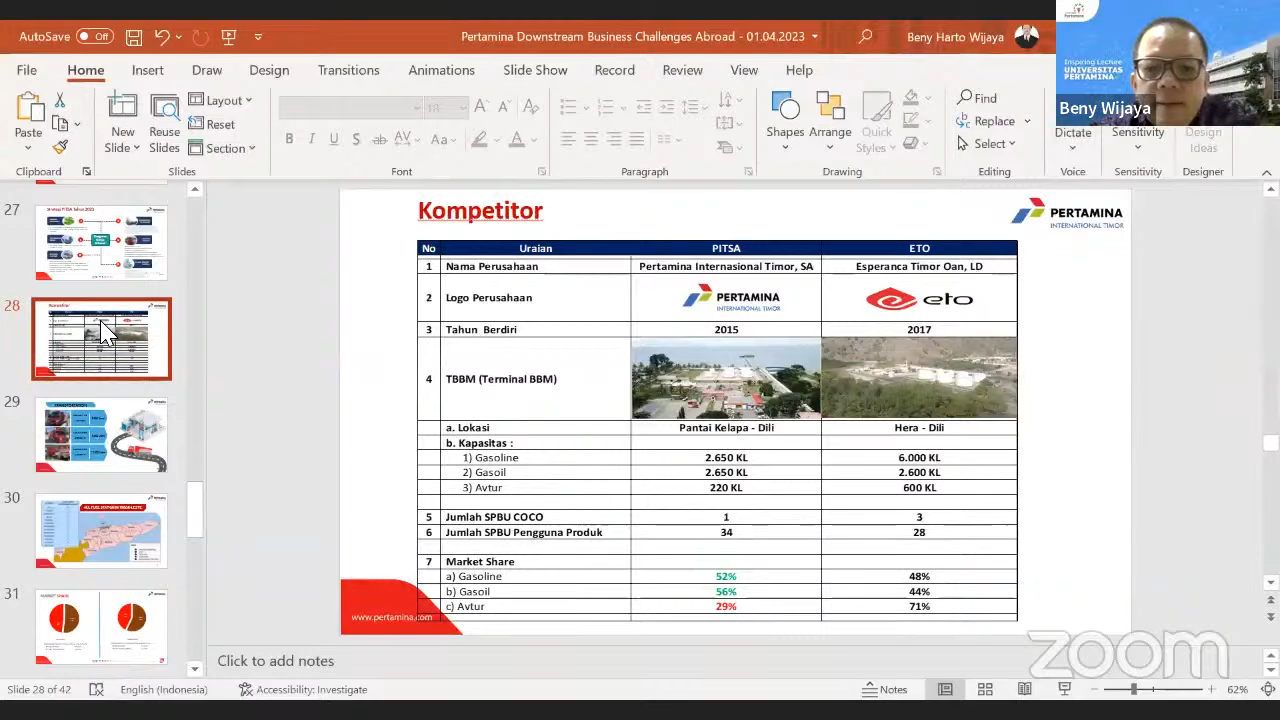 AutoSave Off
Pertamina Downstream Business Challenges Abroad - 01.04.2023
Beny Harto Wijaya
Inspiring Lecture
UNIVERSITAS
PERTAMINA
Beny Wijaya
File Home Insert Draw Design Transitions Animations Slide Show Record Review View Help
Paste
New Slide
Reuse Slides
Layout
Reset
Section
18
Shapes
Arrange
Quick Styles
Find
Replace
Select
Dictate
Sensitivity
Design Ideas
Clipboard Slides Font Paragraph Drawing Editing Voice Sensitivity Designer
27
28
29
30
31
MARKET SHARE
Kompetitor
PERTAMINA
INTERNATIONAL TIMOR
No Uraian PITSA ETO
1 Nama Perusahaan Pertamina Internasional Timor, SA Esperanca Timor Oan, LD
2 Logo Perusahaan PERTAMINA INTERNATIONAL TIMOR eto
3 Tahun Berdiri 2015 2017
4 TBBM (Terminal BBM)
a. Lokasi Pantai Kelapa - Dili Hera - Dili
b. Kapasitas :
1) Gasoline 2.650 KL 6.000 KL
2) Gasoil 2.650 KL 2.600 KL
3) Avtur 220 KL 600 KL
5 Jumlah SPBU COCO 1 3
6 Jumlah SPBU Pengguna Produk 34 28
7 Market Share
a) Gasoline 52% 48%
b) Gasoil 56% 44%
c) Avtur 29% 71%
www.pertamina.com
zoom
Click to add notes
Slide 28 of 42 English (Indonesia) Accessibility: Investigate Notes 62%